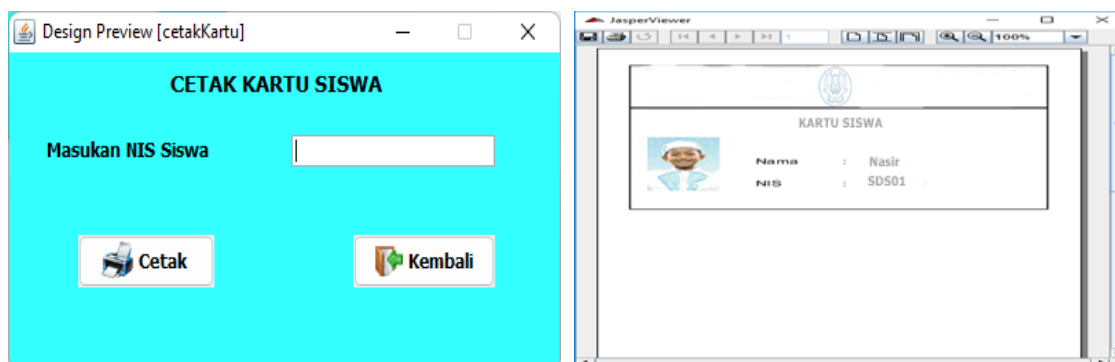 Design Preview [cetakKartu]
CETAK KARTU SISWA
Masukan NIS Siswa
Cetak
Kembali
JasperViewer
1
100%
KARTU SISWA
Nama : Nasir
NIS : SDS01